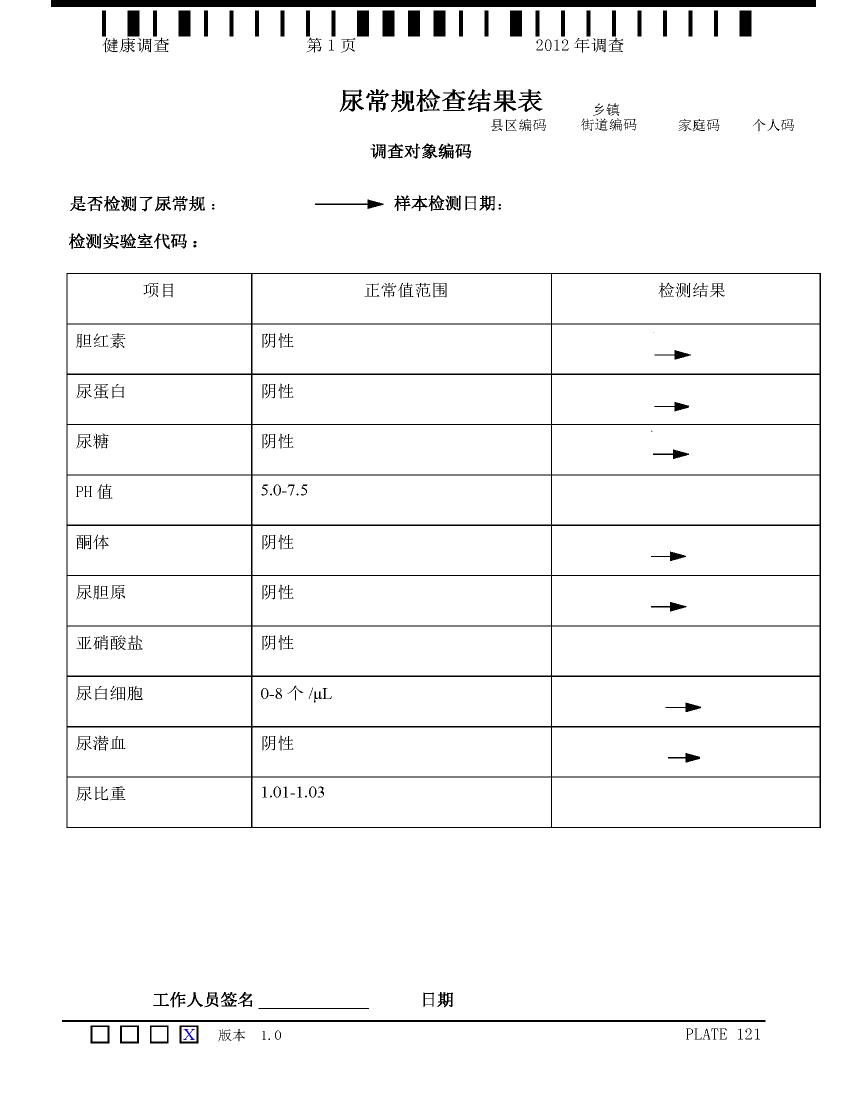 健康调查 第 1 页 2012 年调查
尿常规检查结果表
乡镇
县区编码 街道编码 家庭码 个人码
调查对象编码
是否检测了尿常规： 样本检测日期：
检测实验室代码：
项目 正常值范围 检测结果
胆红素 阴性
尿蛋白 阴性
尿糖 阴性
PH 值 5.0-7.5
酮体 阴性
尿胆原 阴性
亚硝酸盐 阴性
尿白细胞 0-8 个 /μL
尿潜血 阴性
尿比重 1.01-1.03
工作人员签名 日期
X 版本 1.0 PLATE 121